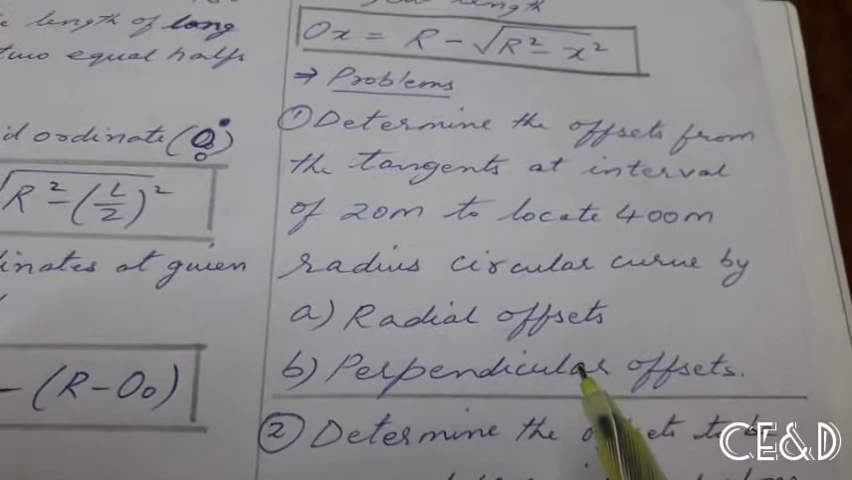 length of long
two equal halfs
ordinate (O₀)
√R²-(L/2)²
at given
-(R-O₀)
length
Ox = R - √R² - x²
→ Problems
① Determine the offsets from
the tangents at interval
of 20m to locate 400m
radius circular curve by
a) Radial offsets
b) Perpendicular offsets.
② Determine the to
CE&D